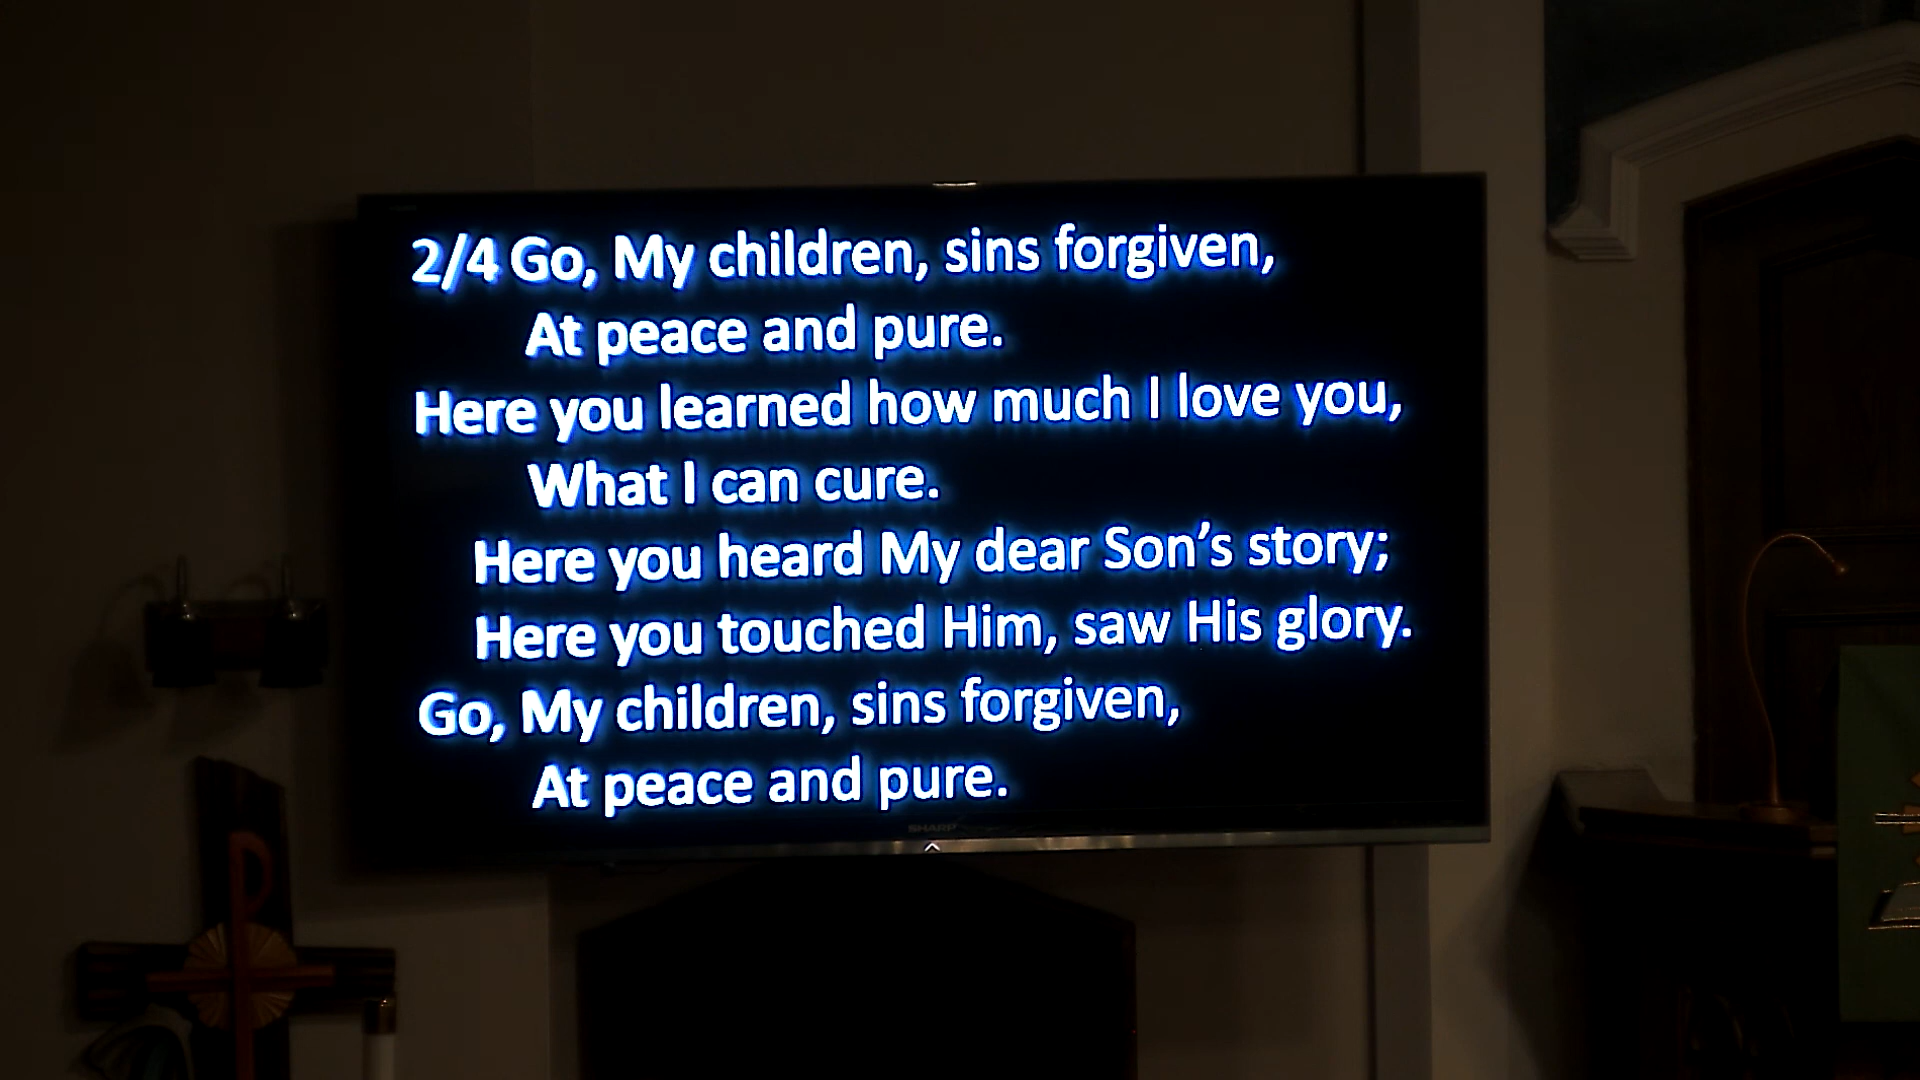 2/4 Go, My children, sins forgiven,
At peace and pure.
Here you learned how much I love you,
What I can cure.
Here you heard My dear Son's story;
Here you touched Him, saw His glory.
Go, My children, sins forgiven,
At peace and pure.
SHARP